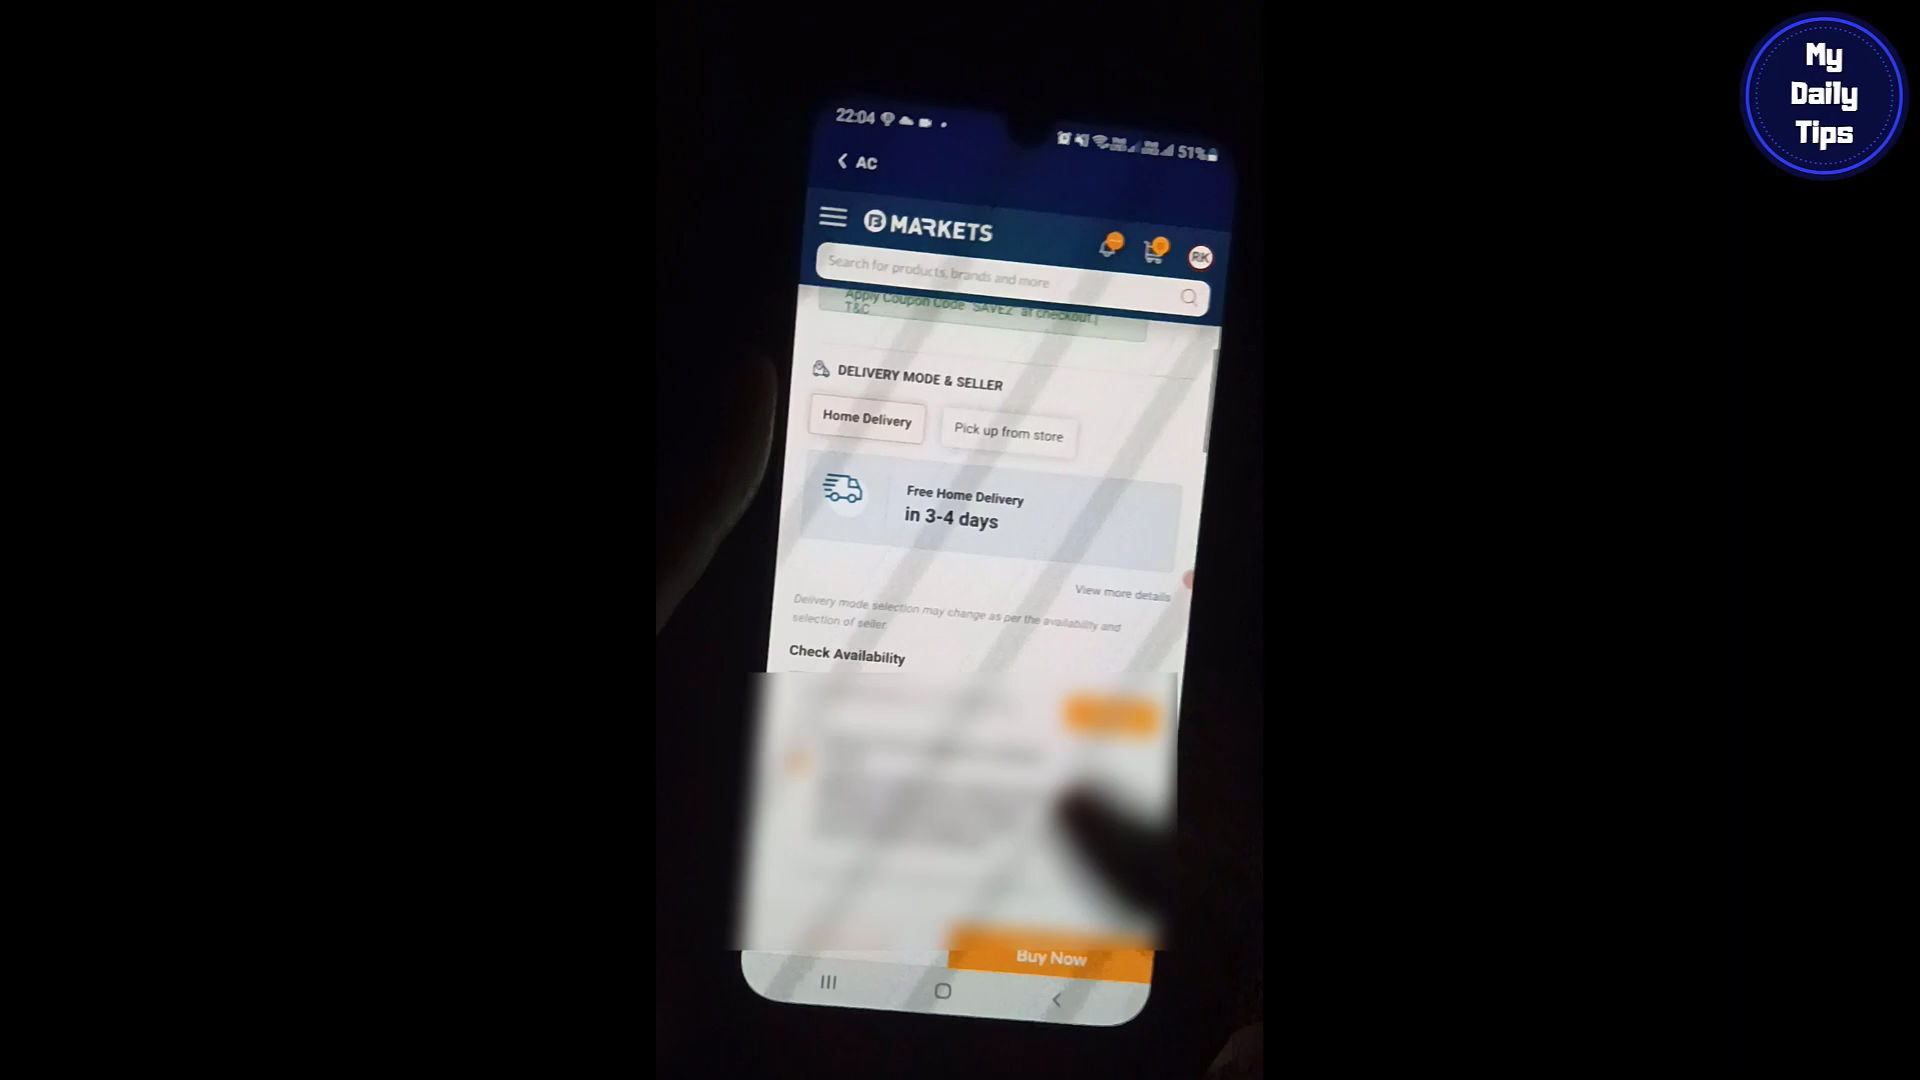 My
Daily
Tips
22:04
51%
AC
MARKETS
RK
Search for products, brands and more
Apply Coupon Code 'SAVE2' at checkout.|
T&C
DELIVERY MODE & SELLER
Home Delivery
Pick up from store
Free Home Delivery
in 3-4 days
View more details
Delivery mode selection may change as per the availability and
selection of seller
Check Availability
Buy Now